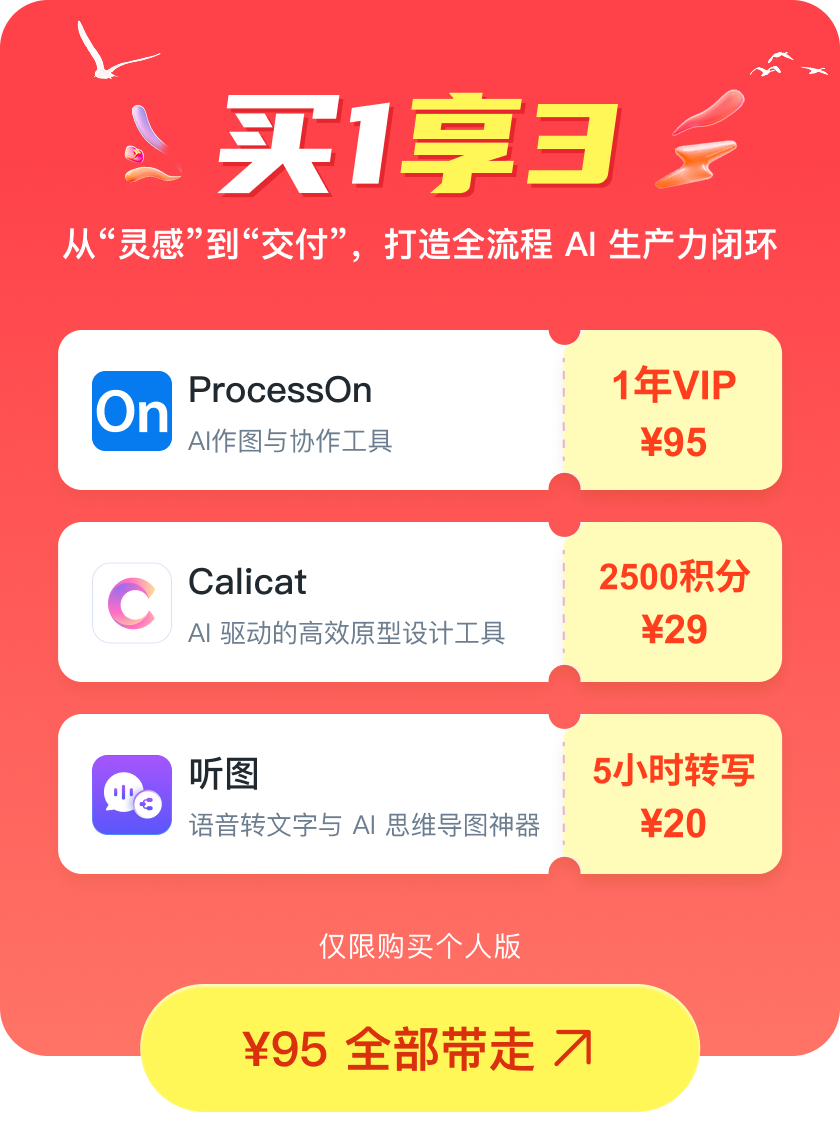 买1享3
从“灵感”到“交付”，打造全流程 AI 生产力闭环
On
ProcessOn
AI作图与协作工具
1年VIP
¥95
Calicat
AI 驱动的高效原型设计工具
2500积分
¥29
听图
语音转文字与 AI 思维导图神器
5小时转写
¥20
仅限购买个人版
¥95 全部带走